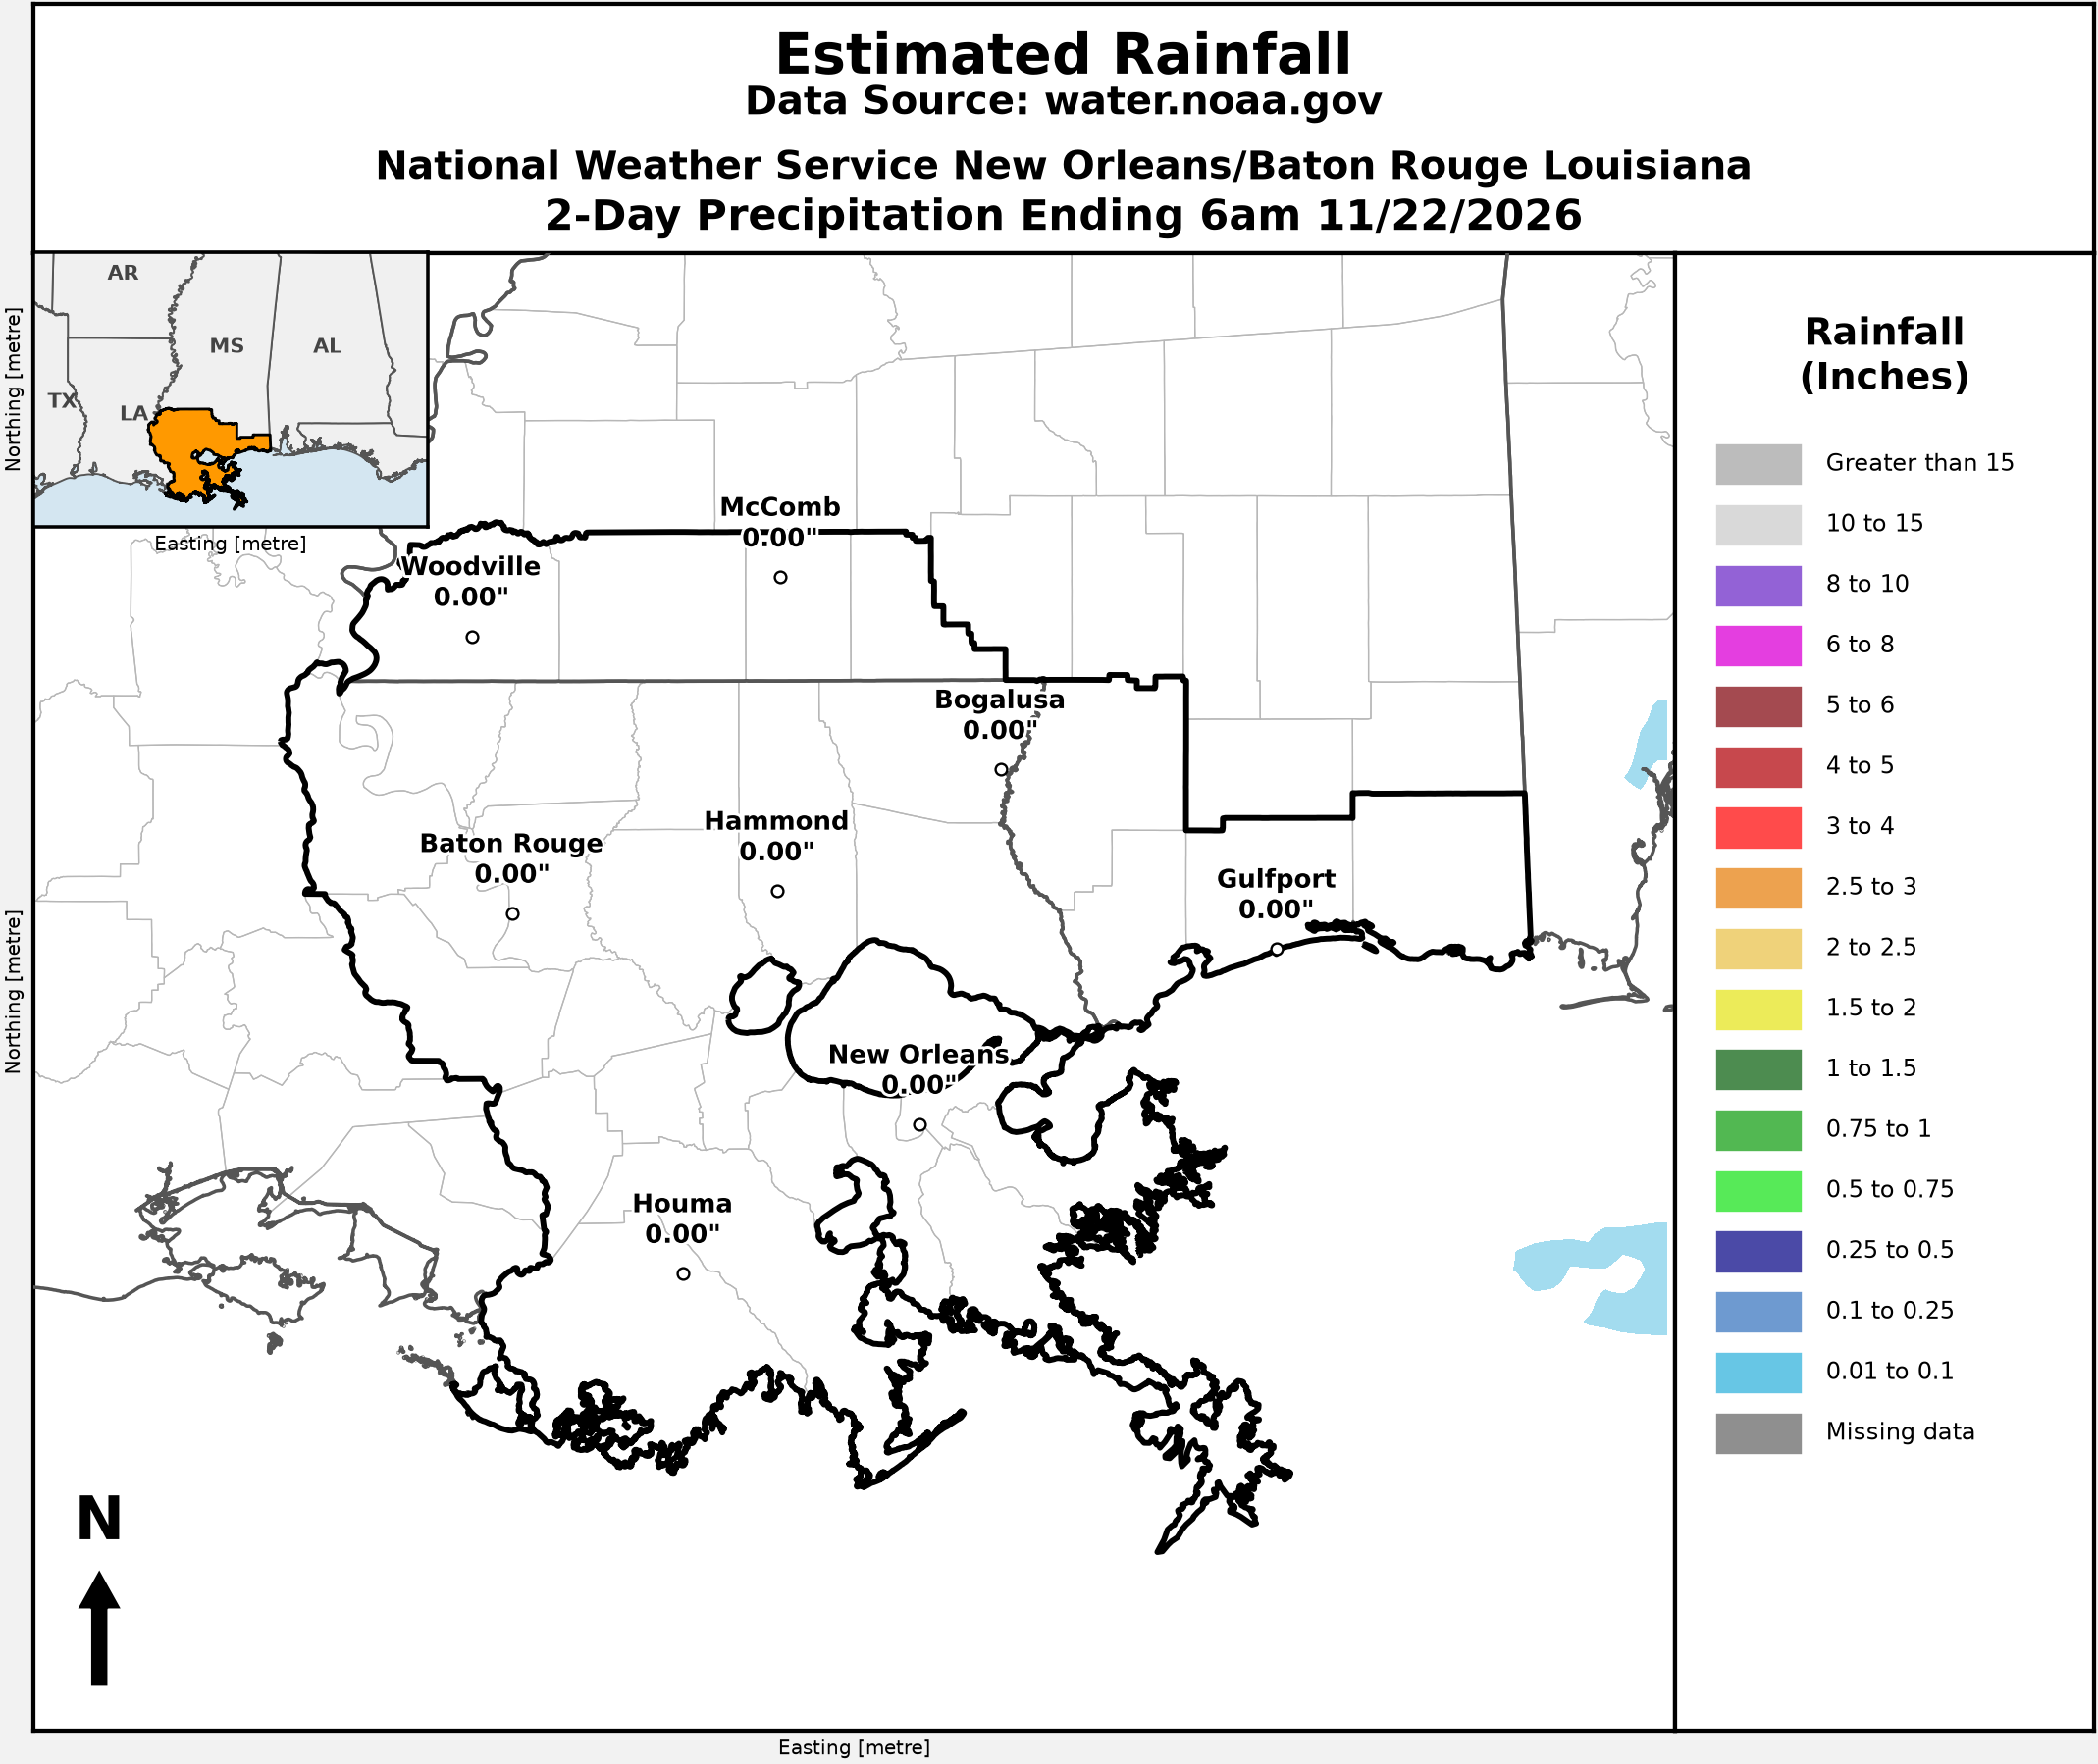 Estimated Rainfall
Data Source: water.noaa.gov
National Weather Service New Orleans/Baton Rouge Louisiana
2-Day Precipitation Ending 6am 11/22/2026
AR
MS
AL
TX
LA
Northing [metre]
Easting [metre]
McComb
0.00"
Woodville
0.00"
Bogalusa
0.00"
Hammond
0.00"
Baton Rouge
0.00"
Gulfport
0.00"
New Orleans
0.00"
Houma
0.00"
N
Northing [metre]
Easting [metre]
Rainfall
(Inches)
Greater than 15
10 to 15
8 to 10
6 to 8
5 to 6
4 to 5
3 to 4
2.5 to 3
2 to 2.5
1.5 to 2
1 to 1.5
0.75 to 1
0.5 to 0.75
0.25 to 0.5
0.1 to 0.25
0.01 to 0.1
Missing data